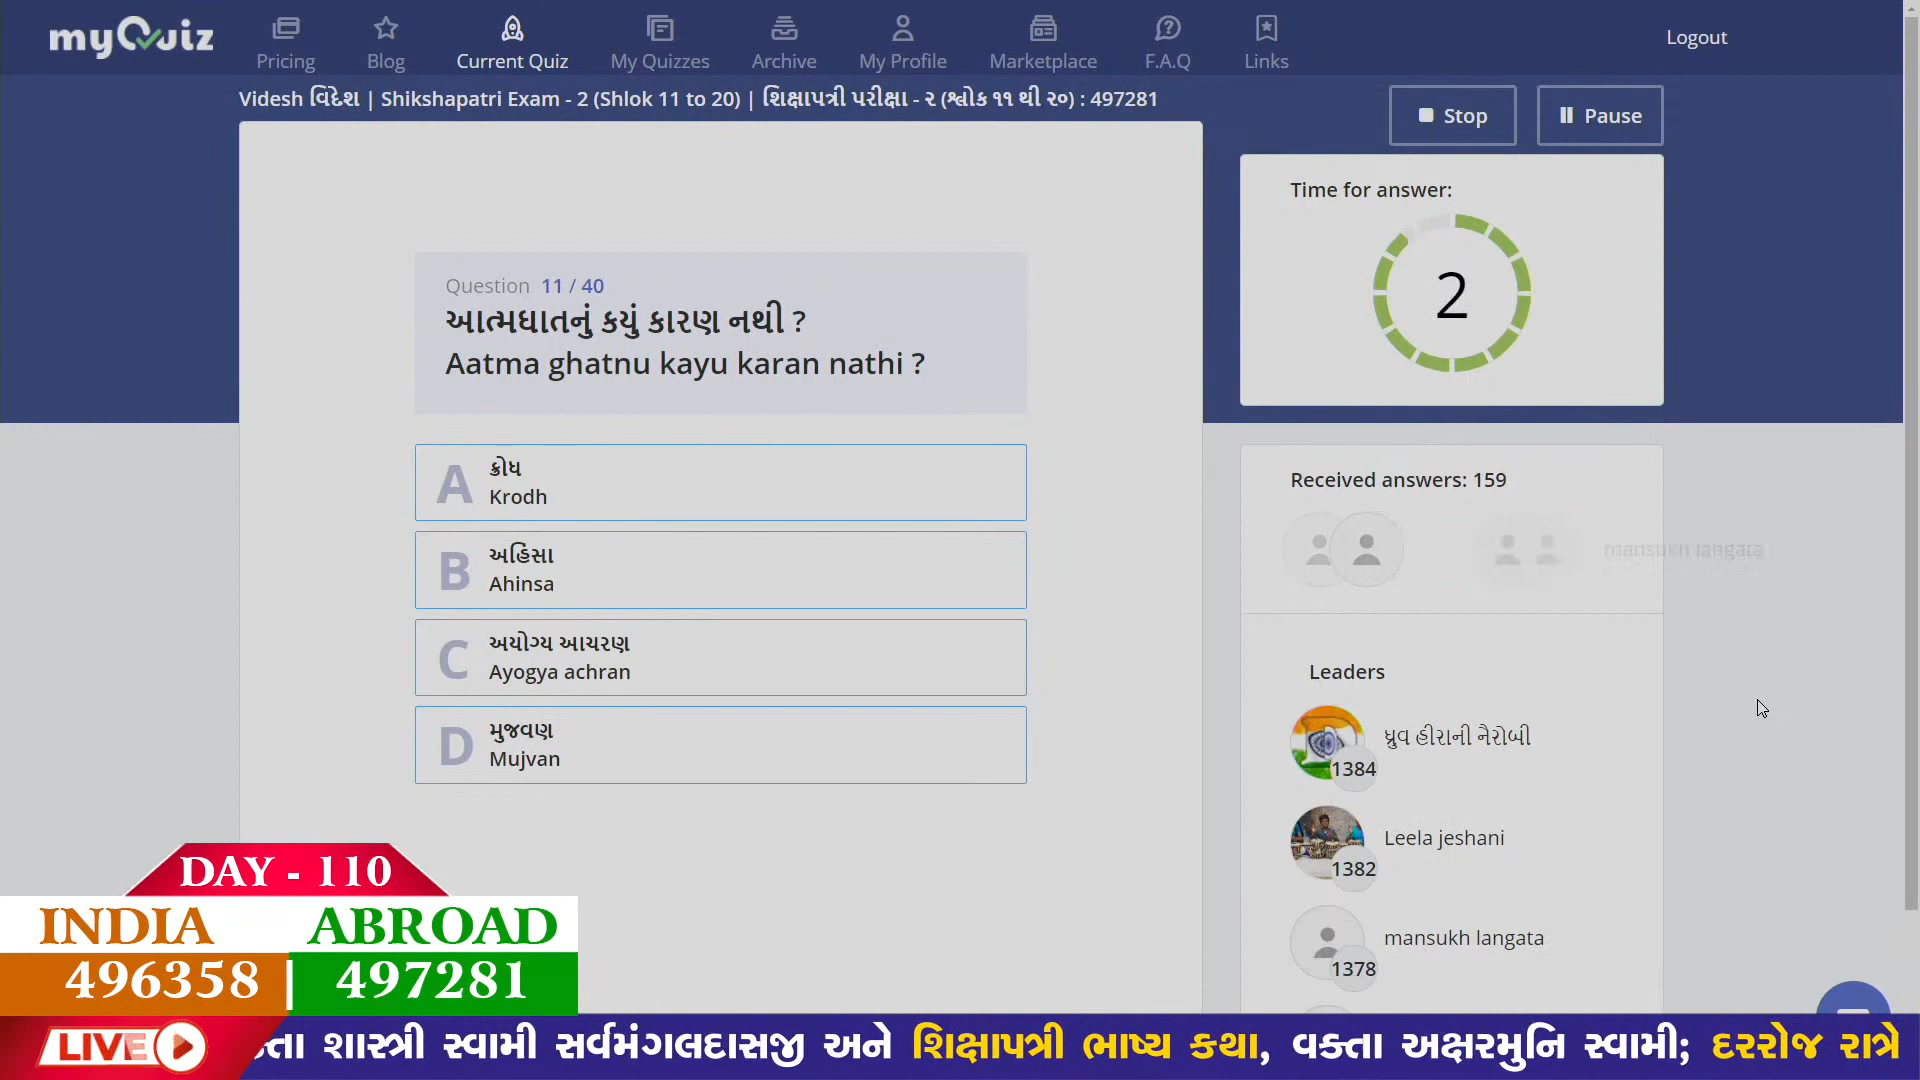 myQuiz
Pricing
Blog
Current Quiz
My Quizzes
Archive
My Profile
Marketplace
F.A.Q
Links
Logout
Videsh વિદેશ | Shikshapatri Exam - 2 (Shlok 11 to 20) | શિક્ષાપત્રી પરીક્ષા - ૨ (શ્લોક ૧૧ થી ૨૦) : 497281
Stop
Pause
Time for answer:
2
Question 11 / 40
આત્મઘાતનું કયું કારણ નથી ?
Aatma ghatnu kayu karan nathi ?
A
ક્રોધ
Krodh
B
અહિંસા
Ahinsa
C
અયોગ્ય આચરણ
Ayogya achran
D
મુજવણ
Mujvan
Received answers: 159
mansukh langata
Leaders
ધ્રુવ હીરાની નૈરોબી
1384
Leela jeshani
1382
mansukh langata
1378
DAY - 110
INDIA ABROAD
496358 | 497281
LIVE
શાસ્ત્રી સ્વામી સર્વમંગલદાસજી અને શિક્ષાપત્રી ભાષ્ય કથા, વક્તા અક્ષરમુનિ સ્વામી; દરરોજ રાત્રે